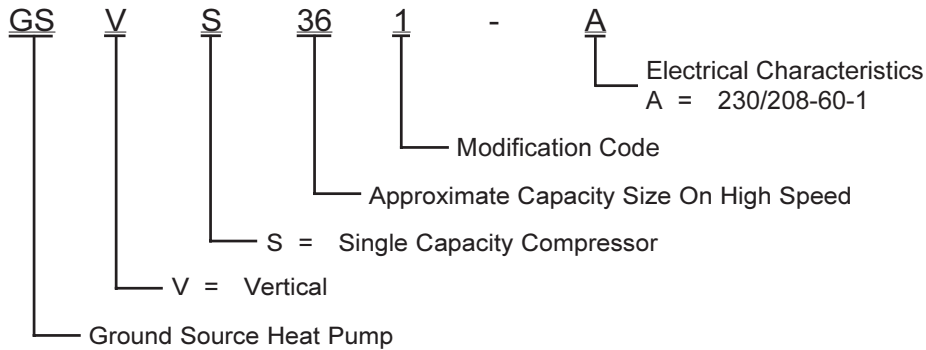 GS V S 36 1 - A
Electrical Characteristics
A = 230/208-60-1
Modification Code
Approximate Capacity Size On High Speed
S = Single Capacity Compressor
V = Vertical
Ground Source Heat Pump